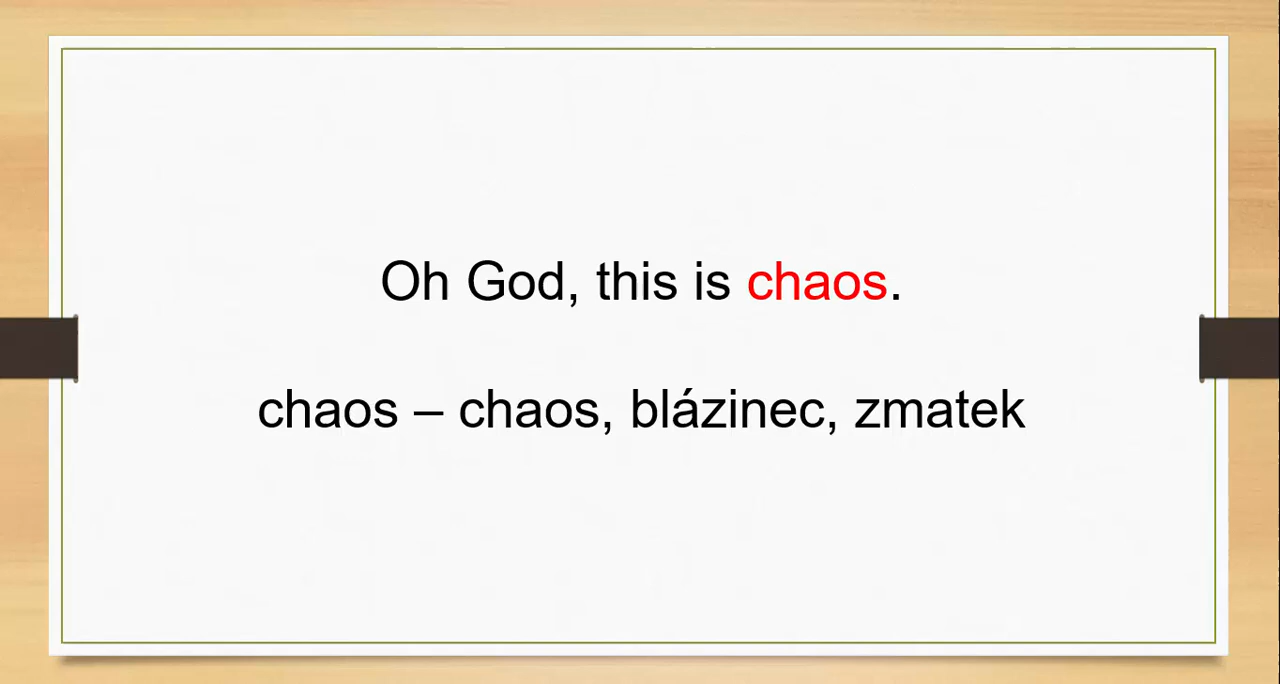 Oh God, this is chaos.
chaos – chaos, blázinec, zmatek